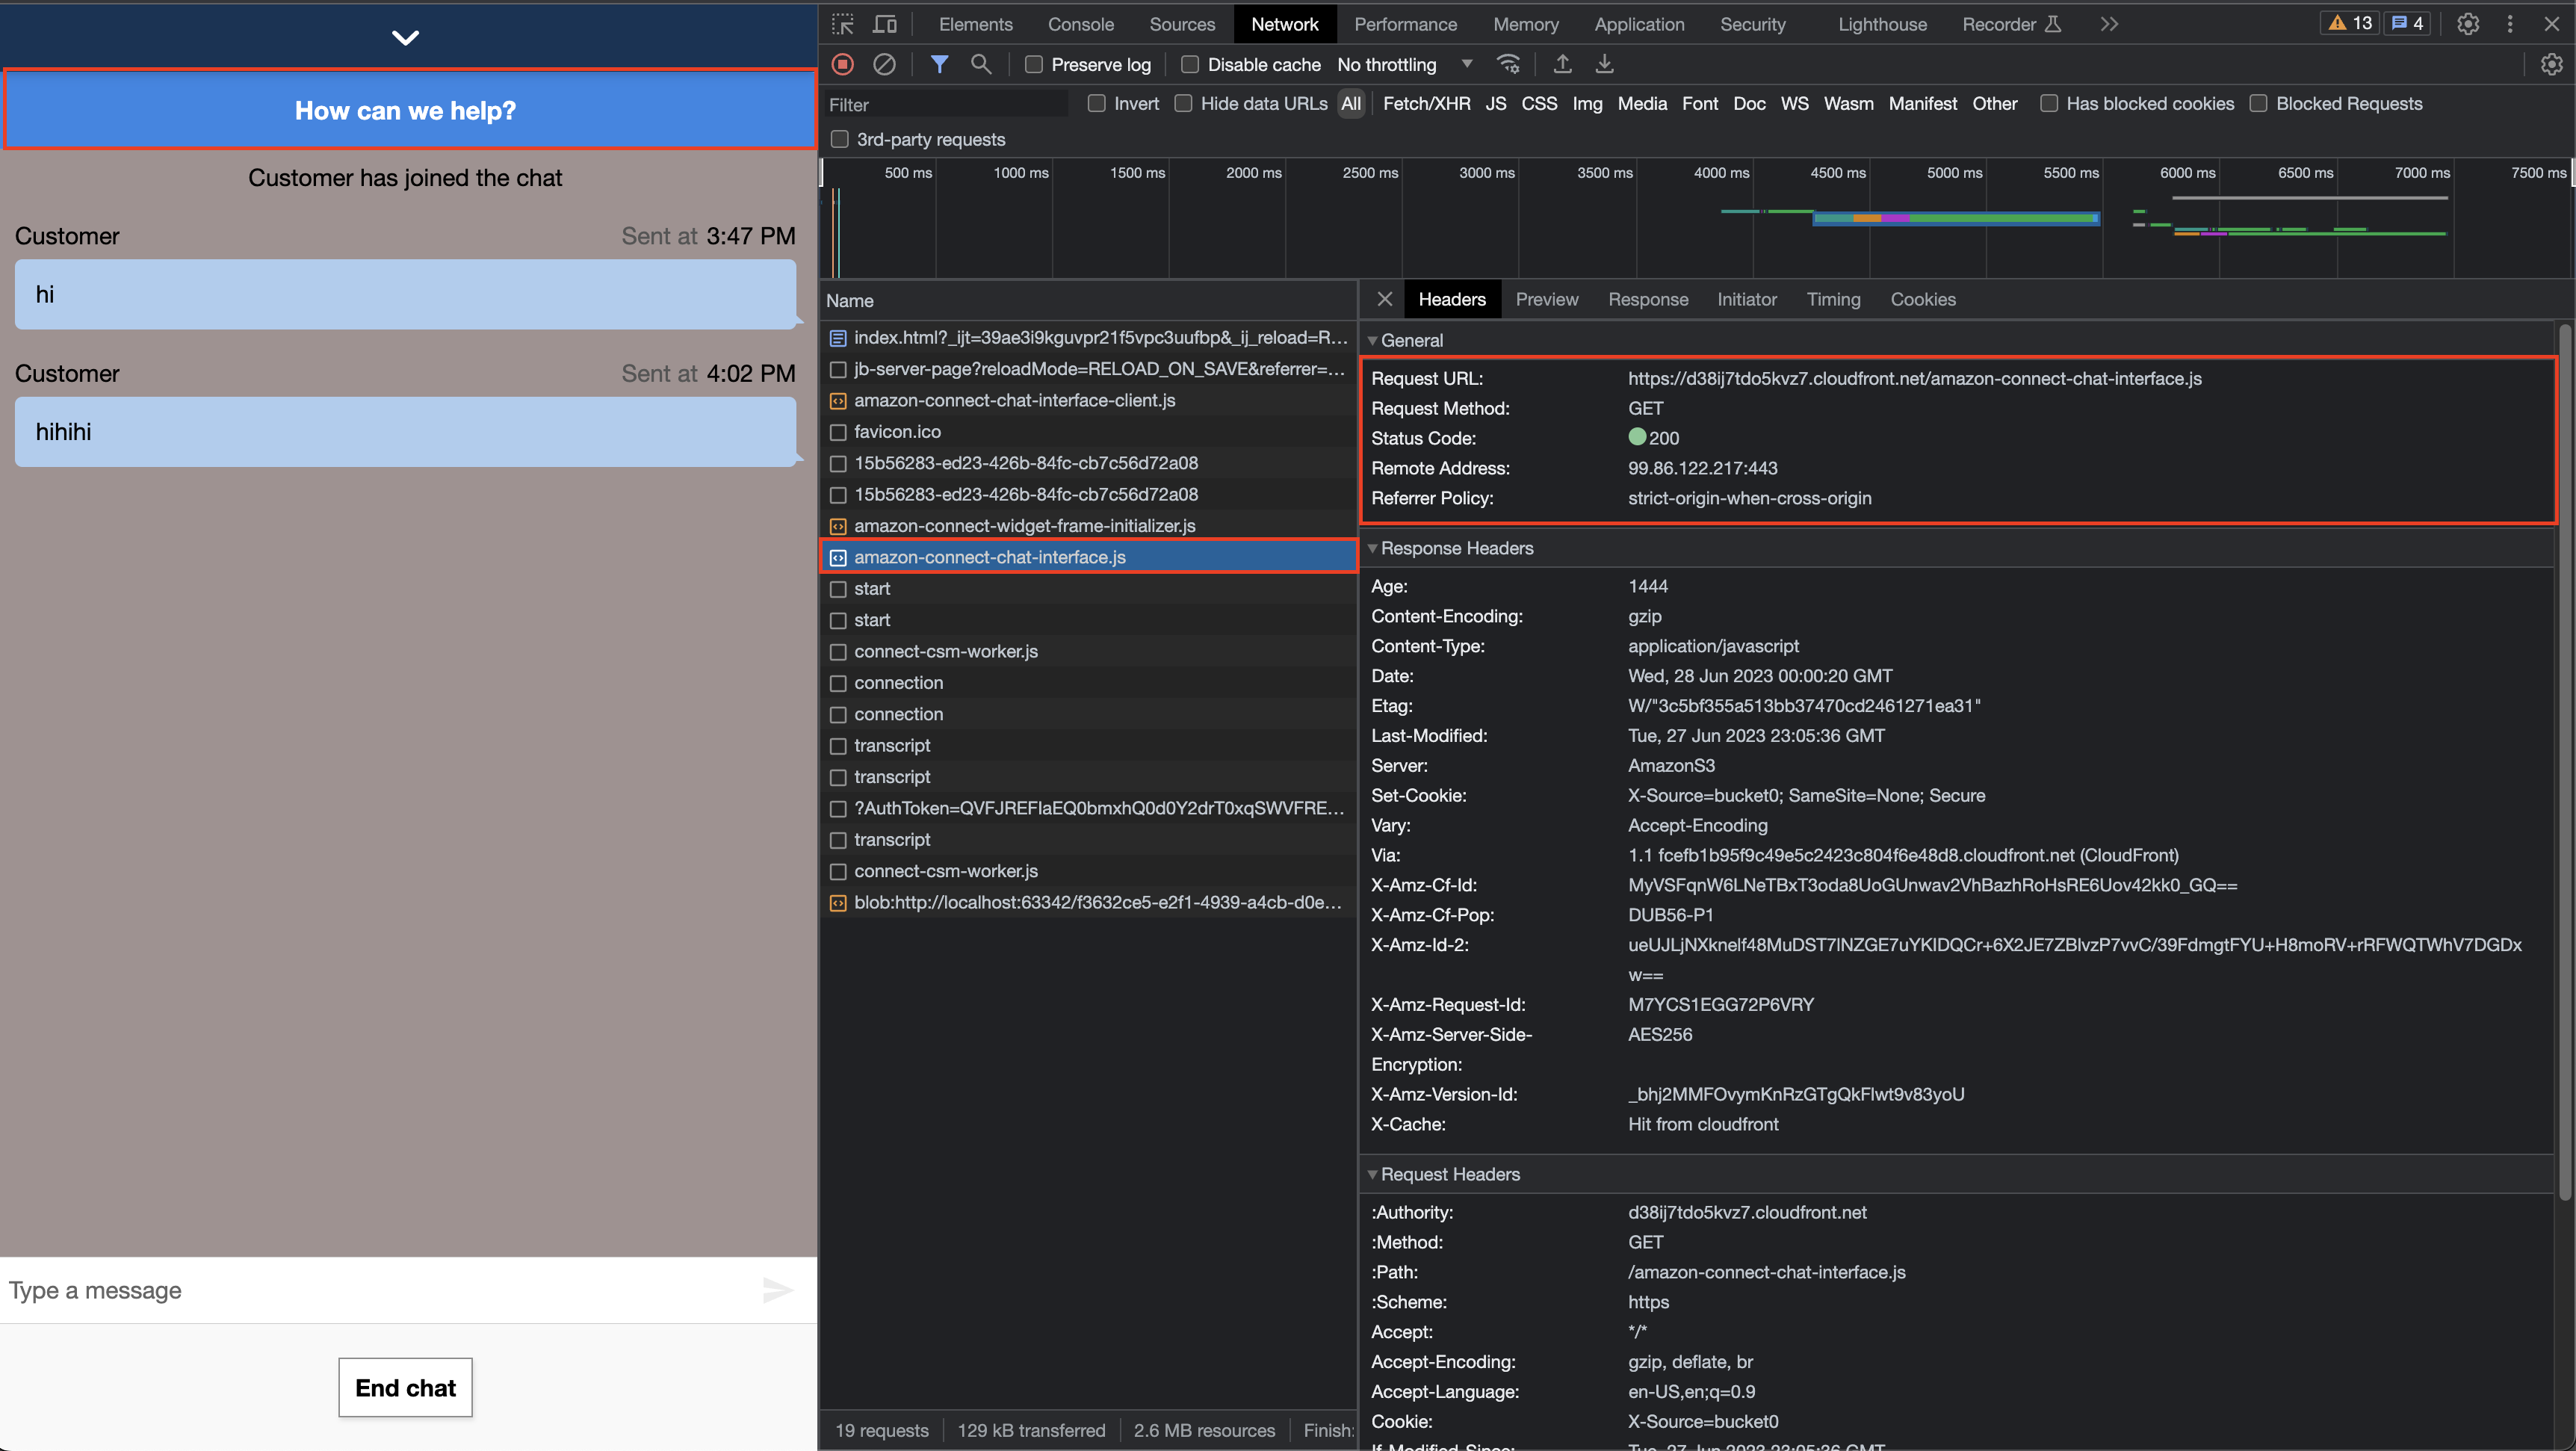 How can we help?
Customer has joined the chat
Customer Sent at 3:47 PM
hi
Customer Sent at 4:02 PM
hihihi
Type a message
End chat
Elements Console Sources Network Performance Memory Application Security Lighthouse Recorder 13 4
Preserve log Disable cache No throttling
Filter Invert Hide data URLs All Fetch/XHR JS CSS Img Media Font Doc WS Wasm Manifest Other Has blocked cookies Blocked Requests
3rd-party requests
500 ms 1000 ms 1500 ms 2000 ms 2500 ms 3000 ms 3500 ms 4000 ms 4500 ms 5000 ms 5500 ms 6000 ms 6500 ms 7000 ms 7500 ms
Name
index.html?_ijt=39ae3i9kguvpr21f5vpc3uufbp&_ij_reload=R...
jb-server-page?reloadMode=RELOAD_ON_SAVE&referrer=...
amazon-connect-chat-interface-client.js
favicon.ico
15b56283-ed23-426b-84fc-cb7c56d72a08
15b56283-ed23-426b-84fc-cb7c56d72a08
amazon-connect-widget-frame-initializer.js
amazon-connect-chat-interface.js
start
start
connect-csm-worker.js
connection
connection
transcript
transcript
?AuthToken=QVFJREFIaEQ0bmxhQ0d0Y2drT0xqSWVFRE...
transcript
connect-csm-worker.js
blob:http://localhost:63342/f3632ce5-e2f1-4939-a4cb-d0e...
19 requests 129 kB transferred 2.6 MB resources Finish:
Headers Preview Response Initiator Timing Cookies
General
Request URL: https://d38ij7tdo5kvz7.cloudfront.net/amazon-connect-chat-interface.js
Request Method: GET
Status Code: 200
Remote Address: 99.86.122.217:443
Referrer Policy: strict-origin-when-cross-origin
Response Headers
Age: 1444
Content-Encoding: gzip
Content-Type: application/javascript
Date: Wed, 28 Jun 2023 00:00:20 GMT
Etag: W/"3c5bf355a513bb37470cd2461271ea31"
Last-Modified: Tue, 27 Jun 2023 23:05:36 GMT
Server: AmazonS3
Set-Cookie: X-Source=bucket0; SameSite=None; Secure
Vary: Accept-Encoding
Via: 1.1 fcefb1b95f9c49e5c2423c804f6e48d8.cloudfront.net (CloudFront)
X-Amz-Cf-Id: MyVSFqnW6LNeTBxT3oda8UoGUnwav2VhBazhRoHsRE6Uov42kk0_GQ==
X-Amz-Cf-Pop: DUB56-P1
X-Amz-Id-2: ueUJLjNXknelf48MuDST7lNZGE7uYKIDQCr+6X2JE7ZBlvzP7vvC/39FdmgtFYU+H8moRV+rRFWQTWhV7DGDx
w==
X-Amz-Request-Id: M7YCS1EGG72P6VRY
X-Amz-Server-Side- AES256
Encryption:
X-Amz-Version-Id: _bhj2MMFOvymKnRzGTgQkFlwt9v83yoU
X-Cache: Hit from cloudfront
Request Headers
:Authority: d38ij7tdo5kvz7.cloudfront.net
:Method: GET
:Path: /amazon-connect-chat-interface.js
:Scheme: https
Accept: */*
Accept-Encoding: gzip, deflate, br
Accept-Language: en-US,en;q=0.9
Cookie: X-Source=bucket0
If-Modified-Since: Tue, 27 Jun 2023 23:05:36 GMT